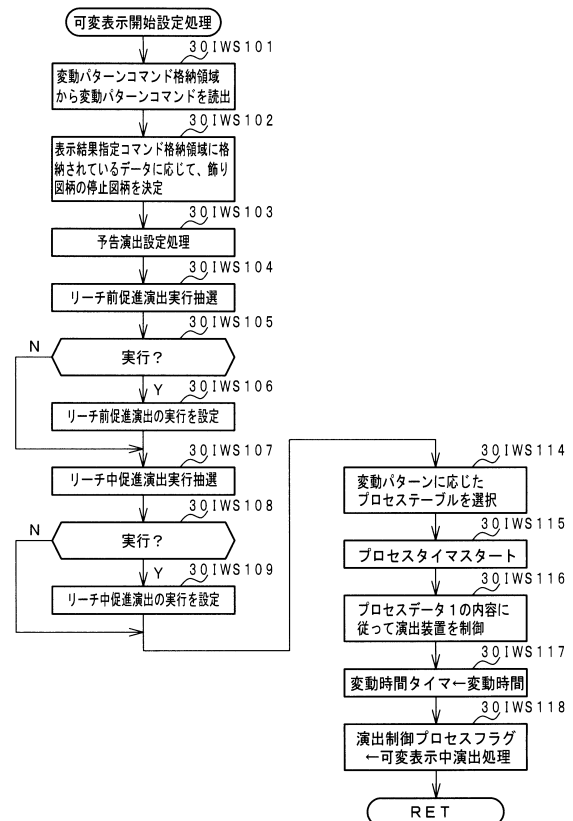 可変表示開始設定処理
30IWS101
変動パターンコマンド格納領域
から変動パターンコマンドを読出
30IWS102
表示結果指定コマンド格納領域に格
納されているデータに応じて、飾り
図柄の停止図柄を決定
30IWS103
予告演出設定処理
30IWS104
リーチ前促進演出実行抽選
30IWS105
N
実行?
Y
30IWS106
リーチ前促進演出の実行を設定
30IWS107
リーチ中促進演出実行抽選
30IWS108
N
実行?
Y
30IWS109
リーチ中促進演出の実行を設定
30IWS114
変動パターンに応じた
プロセステーブルを選択
30IWS115
プロセスタイマスタート
30IWS116
プロセスデータ1の内容に
従って演出装置を制御
30IWS117
変動時間タイマ←変動時間
30IWS118
演出制御プロセスフラグ
←可変表示中演出処理
RET